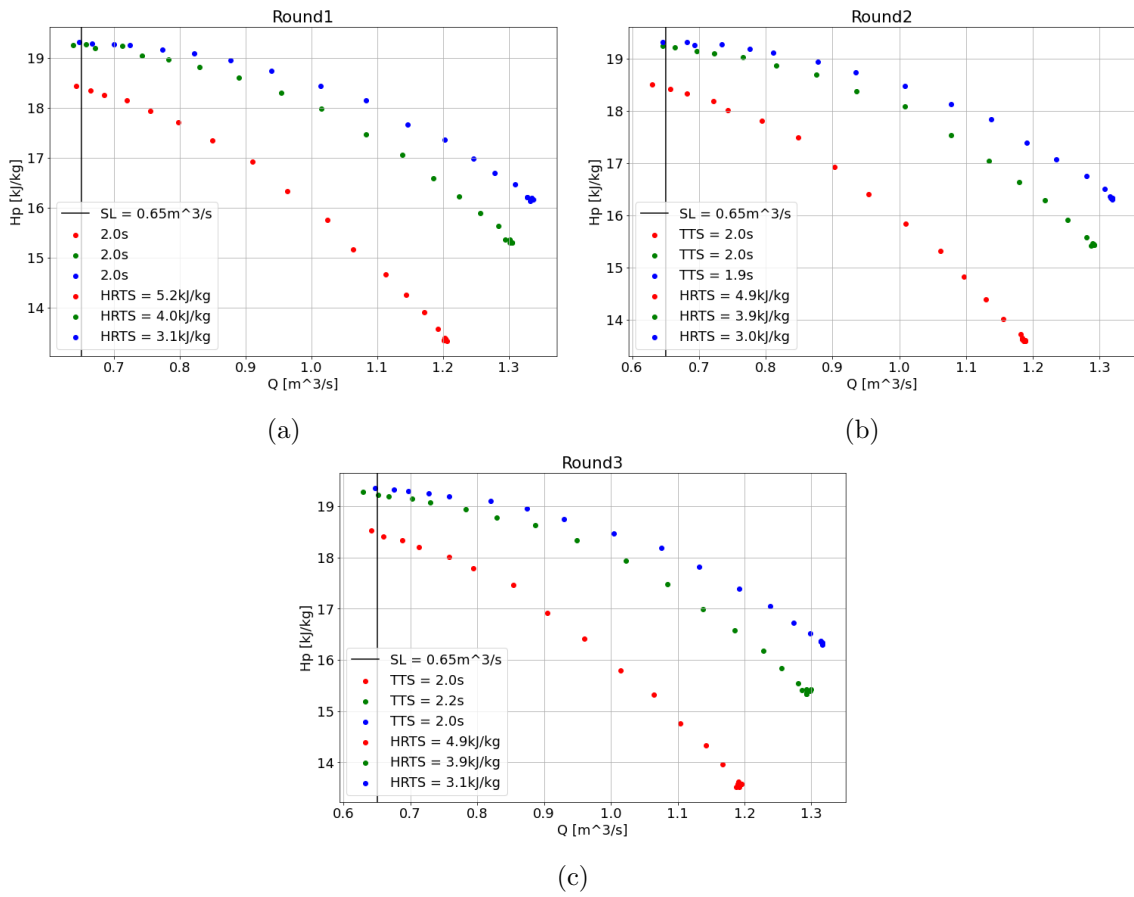 Round1
Hp [kJ/kg]
19
18
17
16
15
14
SL = 0.65m^3/s
2.0s
2.0s
2.0s
HRTS = 5.2kJ/kg
HRTS = 4.0kJ/kg
HRTS = 3.1kJ/kg
0.7 0.8 0.9 1.0 1.1 1.2 1.3
Q [m^3/s]
(a)
Round2
Hp [kJ/kg]
19
18
17
16
15
14
SL = 0.65m^3/s
TTS = 2.0s
TTS = 2.0s
TTS = 1.9s
HRTS = 4.9kJ/kg
HRTS = 3.9kJ/kg
HRTS = 3.0kJ/kg
0.6 0.7 0.8 0.9 1.0 1.1 1.2 1.3
Q [m^3/s]
(b)
Round3
Hp [kJ/kg]
19
18
17
16
15
14
SL = 0.65m^3/s
TTS = 2.0s
TTS = 2.2s
TTS = 2.0s
HRTS = 4.9kJ/kg
HRTS = 3.9kJ/kg
HRTS = 3.1kJ/kg
0.6 0.7 0.8 0.9 1.0 1.1 1.2 1.3
Q [m^3/s]
(c)